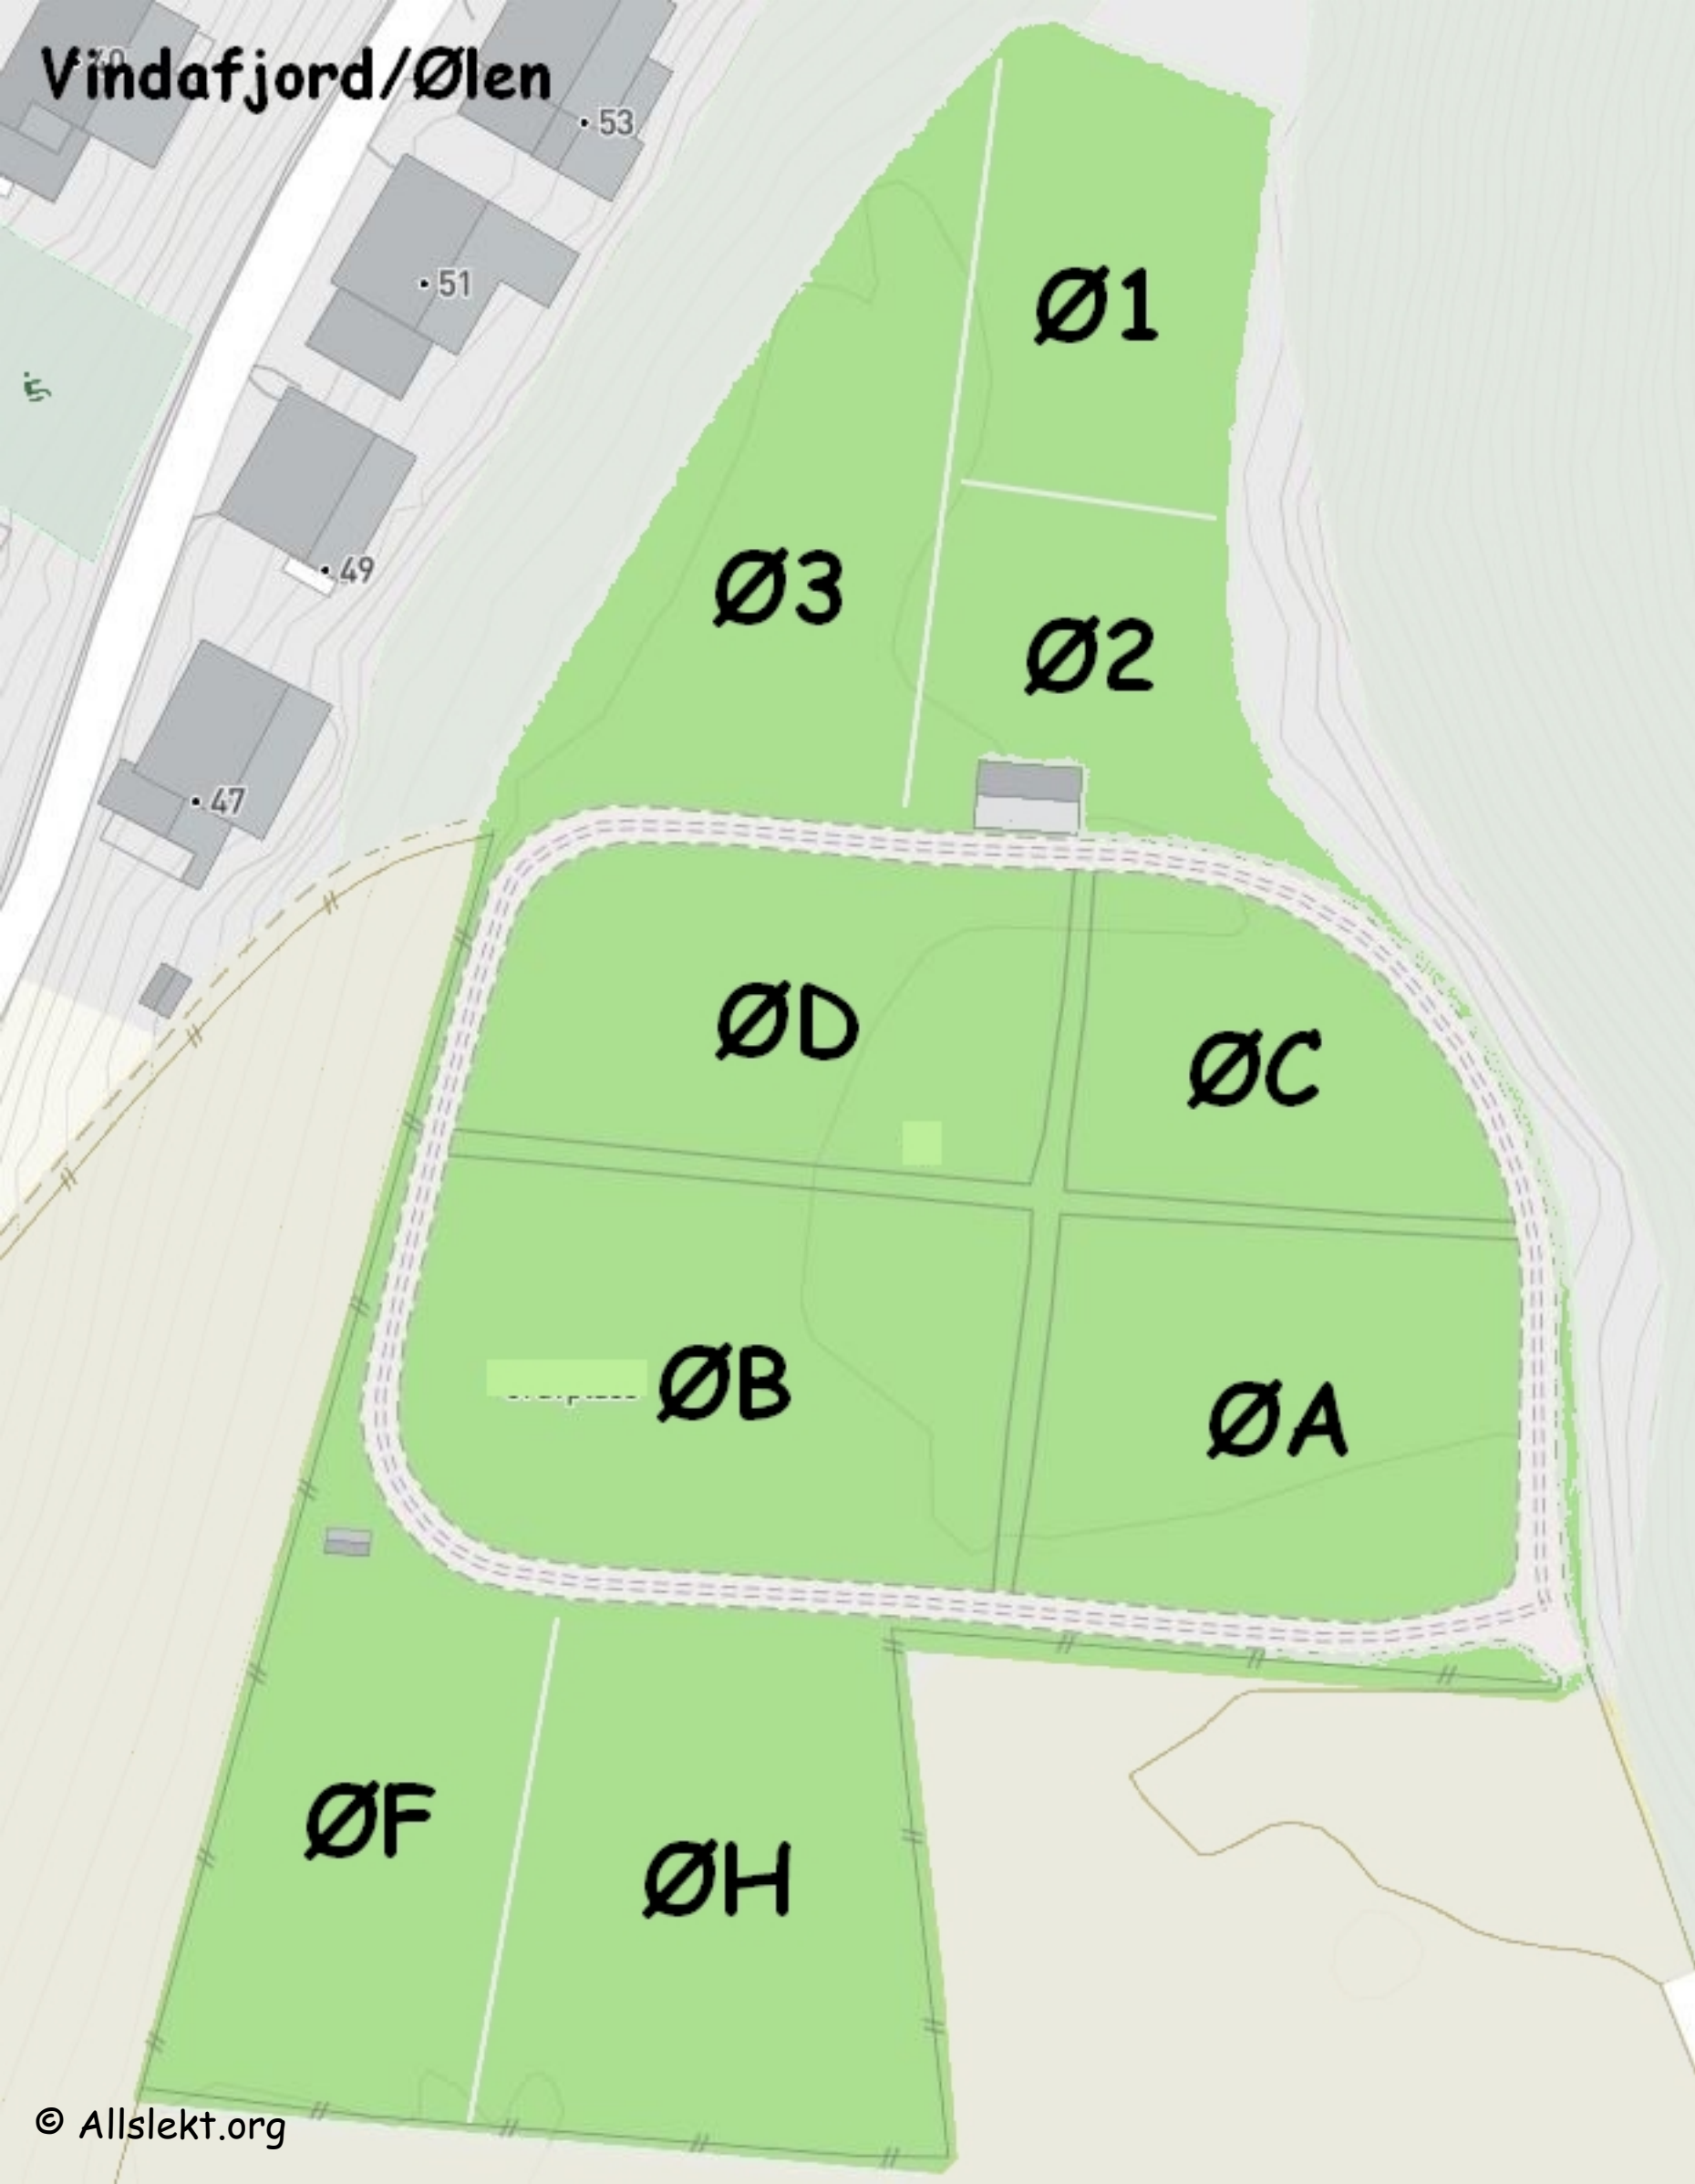 Vindafjord/Ølen
53
51
49
47
Ø1
Ø3
Ø2
ØD
ØC
ØB
ØA
ØF
ØH
© Allslekt.org